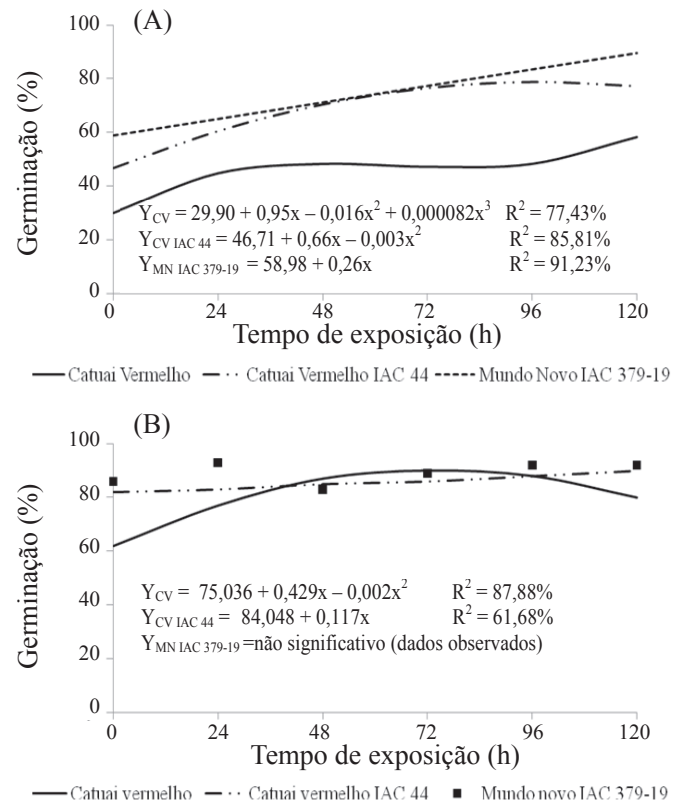 (A)
100
80
60
40
20
0
Germinação (%)
Y_CV = 29,90 + 0,95x – 0,016x² + 0,000082x³ R² = 77,43%
Y_CV IAC 44 = 46,71 + 0,66x – 0,003x² R² = 85,81%
Y_MN IAC 379-19 = 58,98 + 0,26x R² = 91,23%
0 24 48 72 96 120
Tempo de exposição (h)
Catuai Vermelho Catuai Vermelho IAC 44 Mundo Novo IAC 379-19
(B)
100
80
60
40
20
0
Germinação (%)
Y_CV = 75,036 + 0,429x – 0,002x² R² = 87,88%
Y_CV IAC 44 = 84,048 + 0,117x R² = 61,68%
Y_MN IAC 379-19 =não significativo (dados observados)
0 24 48 72 96 120
Tempo de exposição (h)
Catuai vermelho Catuai vermelho IAC 44 Mundo novo IAC 379-19